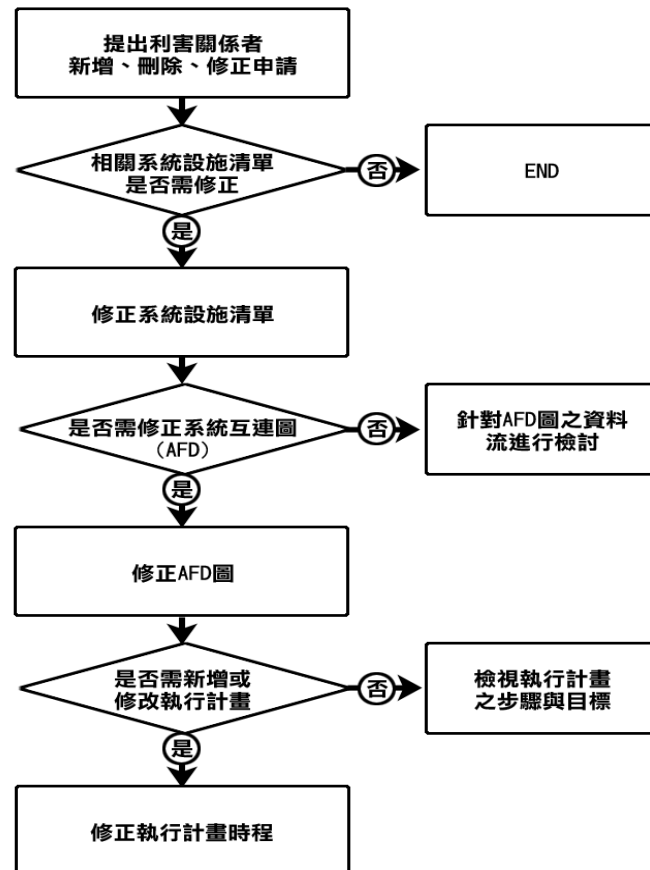 提出利害關係者
新增、刪除、修正申請
相關系統設施清單
是否需修正
否
END
是
修正系統設施清單
是否需修正系統互連圖
（AFD）
否
針對AFD圖之資料
流進行檢討
是
修正AFD圖
是否需新增或
修改執行計畫
否
檢視執行計畫
之步驟與目標
是
修正執行計畫時程